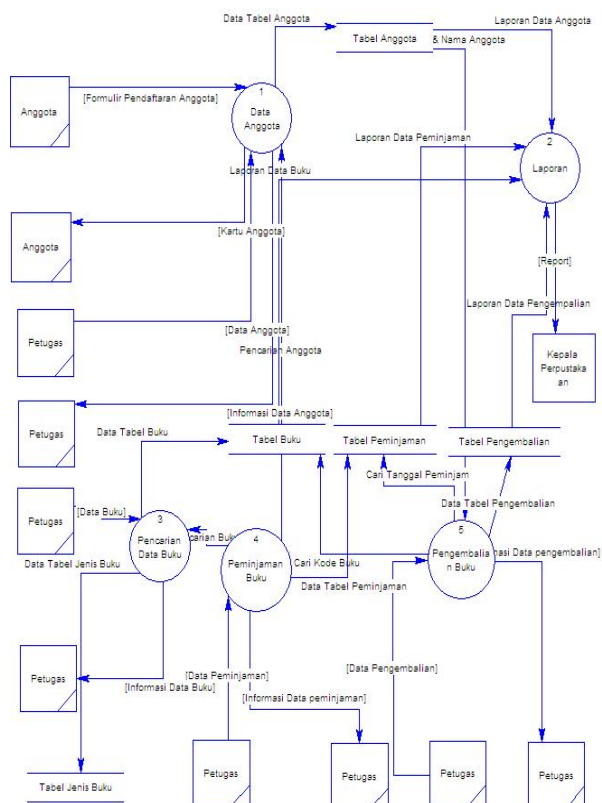 Data Tabel Anggota
Laporan Data Anggota
Tabel Anggota
& Nama Anggota
1
Data
Anggota
Anggota
[Formulir Pendaftaran Anggota]
Laporan Data Peminjaman
2
Laporan
Laporan Data Buku
[Kartu Anggota]
Anggota
[Report]
Laporan Data Pengempalian
Petugas
[Data Anggota]
Pencarian Anggota
Kepala
Perpustaka
an
Petugas
[Informasi Data Anggota]
Data Tabel Buku
Tabel Buku
Tabel Peminjaman
Tabel Pengembalian
Cari Tanggal Peminjam
Data Tabel Pengembalian
Petugas
[Data Buku]
3
Pencarian
Data Buku
carian Buku
4
Peminjaman
Buku
Cari Kode Buku
5
Pengembalia
n Buku
asi Data pengembalian]
Data Tabel Jenis Buku
Data Tabel Peminjaman
Petugas
[Informasi Data Buku]
[Data Peminjaman]
[Data Pengembalian]
[Informasi Data peminjaman]
Petugas
Petugas
Petugas
Petugas
Tabel Jenis Buku